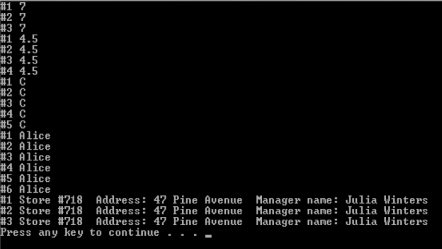 #1 7
#2 7
#3 7
#1 4.5
#2 4.5
#3 4.5
#4 4.5
#1 C
#2 C
#3 C
#4 C
#5 C
#1 Alice
#2 Alice
#3 Alice
#4 Alice
#5 Alice
#6 Alice
#1 Store #718  Address: 47 Pine Avenue  Manager name: Julia Winters
#2 Store #718  Address: 47 Pine Avenue  Manager name: Julia Winters
#3 Store #718  Address: 47 Pine Avenue  Manager name: Julia Winters
Press any key to continue . . . _